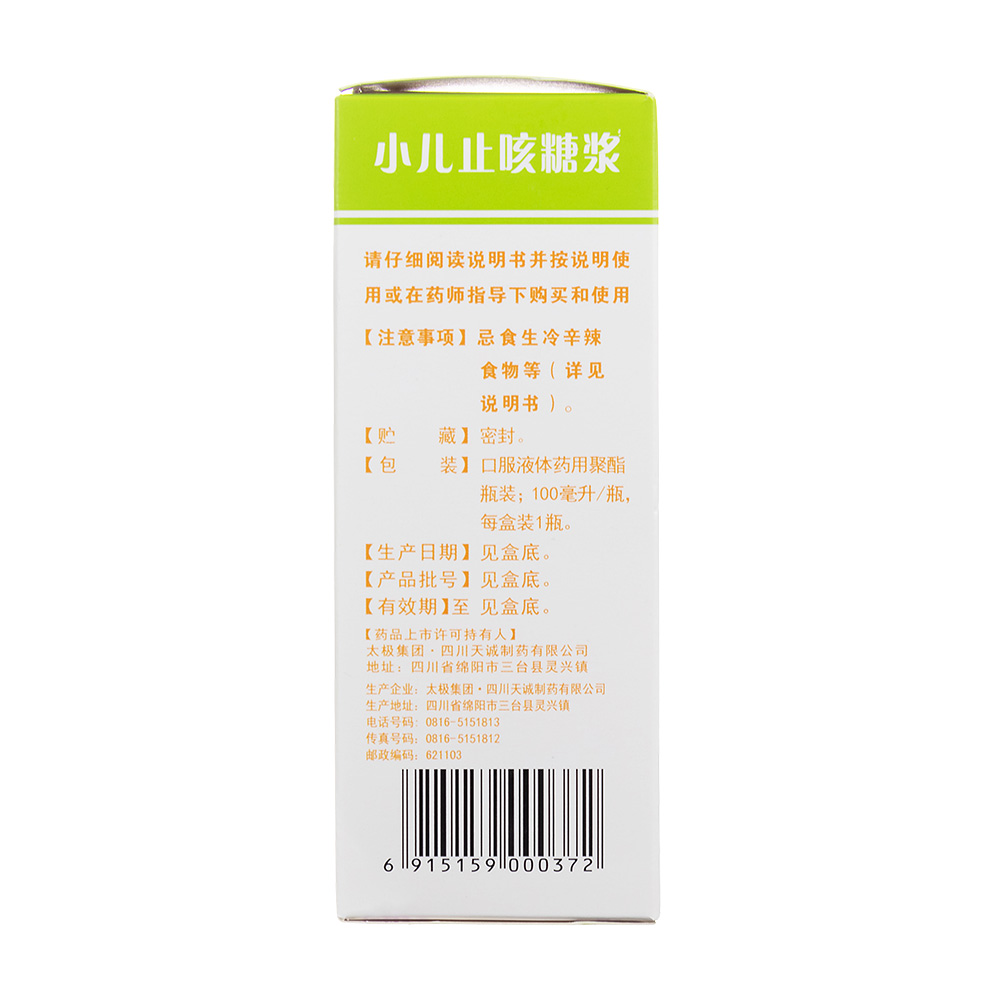 小儿止咳糖浆
请仔细阅读说明书并按说明使
用或在药师指导下购买和使用
【注意事项】忌食生冷辛辣
食物等（详见
说明书）。
【贮 藏】密封。
【包 装】口服液体药用聚酯
瓶装；100毫升/瓶，
每盒装1瓶。
【生产日期】见盒底。
【产品批号】见盒底。
【有效期】至 见盒底。
【药品上市许可持有人】
太极集团·四川天诚制药有限公司
地址：四川省绵阳市三台县灵兴镇
生产企业：太极集团·四川天诚制药有限公司
生产地址：四川省绵阳市三台县灵兴镇
电话号码：0816-5151813
传真号码：0816-5151812
邮政编码：621103
6 915159 000372